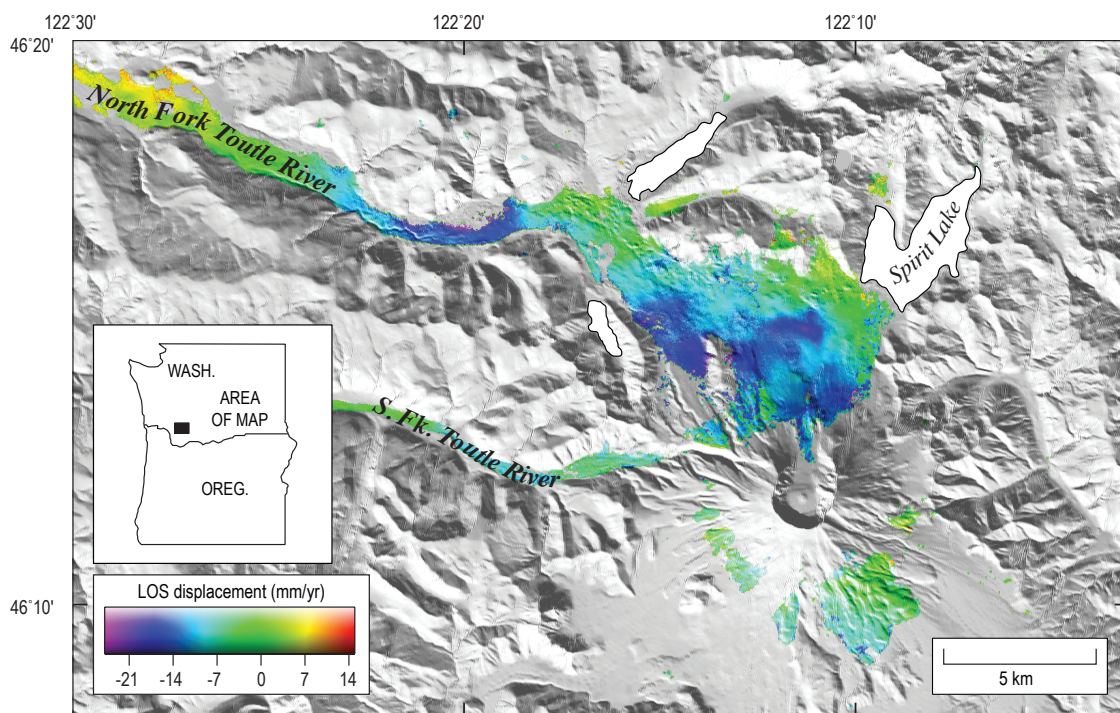 122˚30' 122˚20' 122˚10'
46˚20'
North Fork Toutle River
Spirit Lake
WASH.
AREA
OF MAP
OREG.
S. Fk. Toutle River
46˚10'
LOS displacement (mm/yr)
-21 -14 -7 0 7 14
5 km